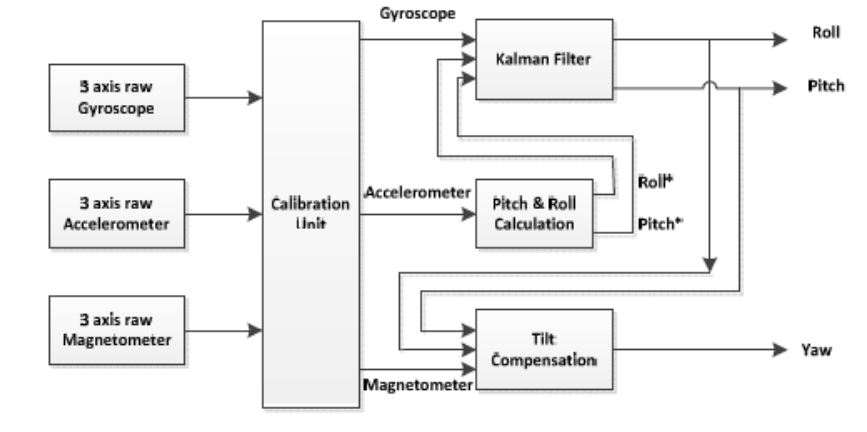 Gyroscope
Roll
Kalman Filter
Pitch
3 axis raw
Gyroscope
3 axis raw
Accelerometer
Calibration
Unit
Accelerometer
Pitch & Roll
Calculation
Roll*
Pitch*
3 axis raw
Magnetometer
Tilt
Compensation
Yaw
Magnetometer